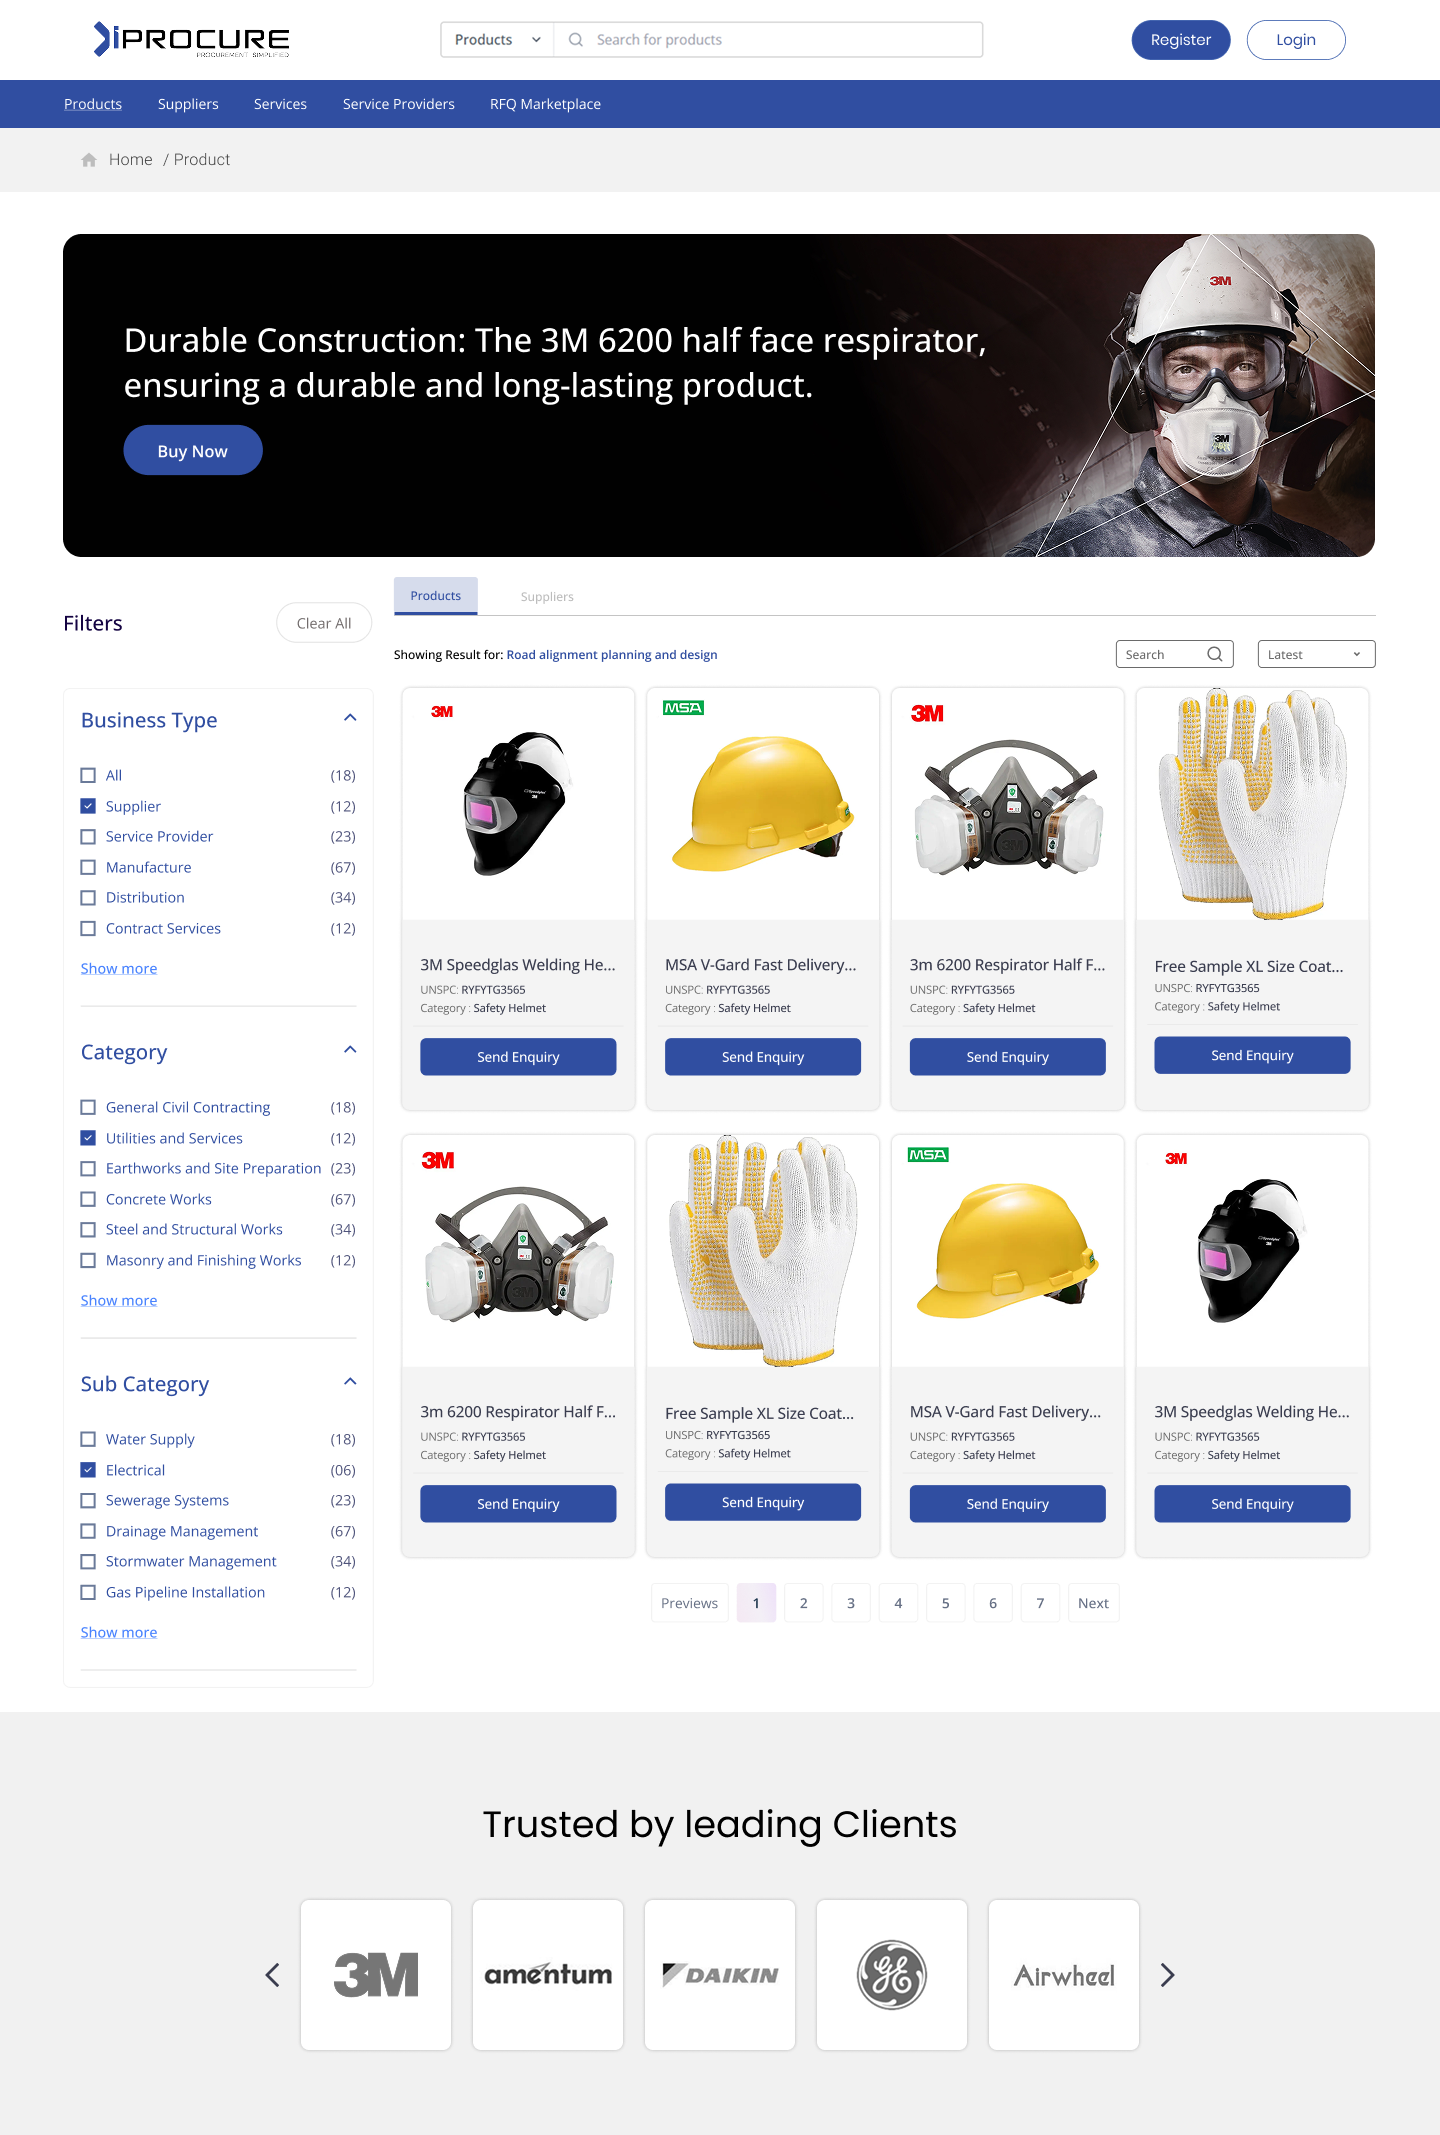 iPROCURE
PROCUREMENT SIMPLIFIED
Products
Search for products
Register
Login
Products
Suppliers
Services
Service Providers
RFQ Marketplace
Home / Product
3M
Durable Construction: The 3M 6200 half face respirator,
ensuring a durable and long-lasting product.
Buy Now
3M
Filters
Clear All
Business Type
All (18)
Supplier (12)
Service Provider (23)
Manufacture (67)
Distribution (34)
Contract Services (12)
Show more
Category
General Civil Contracting (18)
Utilities and Services (12)
Earthworks and Site Preparation (23)
Concrete Works (67)
Steel and Structural Works (34)
Masonry and Finishing Works (12)
Show more
Sub Category
Water Supply (18)
Electrical (06)
Sewerage Systems (23)
Drainage Management (67)
Stormwater Management (34)
Gas Pipeline Installation (12)
Show more
Products
Suppliers
Showing Result for: Road alignment planning and design
Search
Latest
3M
3M Speedglas Welding He...
UNSPC: RYFYTG3565
Category : Safety Helmet
Send Enquiry
MSA
MSA V-Gard Fast Delivery...
UNSPC: RYFYTG3565
Category : Safety Helmet
Send Enquiry
3M
3M
3m 6200 Respirator Half F...
UNSPC: RYFYTG3565
Category : Safety Helmet
Send Enquiry
Free Sample XL Size Coat...
UNSPC: RYFYTG3565
Category : Safety Helmet
Send Enquiry
3M
3M
3m 6200 Respirator Half F...
UNSPC: RYFYTG3565
Category : Safety Helmet
Send Enquiry
Free Sample XL Size Coat...
UNSPC: RYFYTG3565
Category : Safety Helmet
Send Enquiry
MSA
MSA V-Gard Fast Delivery...
UNSPC: RYFYTG3565
Category : Safety Helmet
Send Enquiry
3M
3M Speedglas Welding He...
UNSPC: RYFYTG3565
Category : Safety Helmet
Send Enquiry
Previews 1 2 3 4 5 6 7 Next
Trusted by leading Clients
3M
amentum
DAIKIN
GE
Airwheel